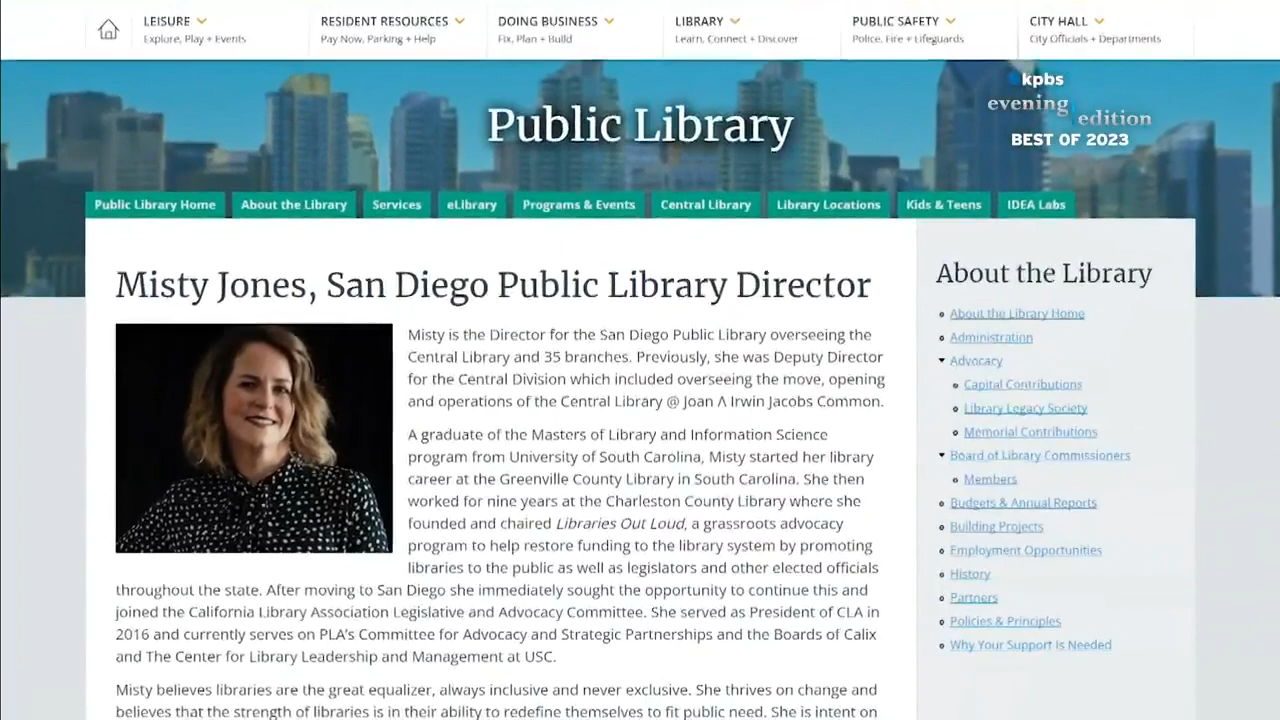 LEISURE
Explore, Play + Events
RESIDENT RESOURCES
Pay Now, Parking + Help
DOING BUSINESS
Fix, Plan + Build
LIBRARY
Learn, Connect + Discover
PUBLIC SAFETY
Police, Fire + Lifeguards
CITY HALL
City Officials + Departments
kpbs
evening edition
BEST OF 2023
Public Library
Public Library Home
About the Library
Services
eLibrary
Programs & Events
Central Library
Library Locations
Kids & Teens
IDEA Labs
Misty Jones, San Diego Public Library Director
Misty is the Director for the San Diego Public Library overseeing the
Central Library and 35 branches. Previously, she was Deputy Director
for the Central Division which included overseeing the move, opening
and operations of the Central Library @ Joan Λ Irwin Jacobs Common.
A graduate of the Masters of Library and Information Science
program from University of South Carolina, Misty started her library
career at the Greenville County Library in South Carolina. She then
worked for nine years at the Charleston County Library where she
founded and chaired Libraries Out Loud, a grassroots advocacy
program to help restore funding to the library system by promoting
libraries to the public as well as legislators and other elected officials
throughout the state. After moving to San Diego she immediately sought the opportunity to continue this and
joined the California Library Association Legislative and Advocacy Committee. She served as President of CLA in
2016 and currently serves on PLA's Committee for Advocacy and Strategic Partnerships and the Boards of Calix
and The Center for Library Leadership and Management at USC.
Misty believes libraries are the great equalizer, always inclusive and never exclusive. She thrives on change and
believes that the strength of libraries is in their ability to redefine themselves to fit public need. She is intent on
About the Library
About the Library Home
Administration
Advocacy
Capital Contributions
Library Legacy Society
Memorial Contributions
Board of Library Commissioners
Members
Budgets & Annual Reports
Building Projects
Employment Opportunities
History
Partners
Policies & Principles
Why Your Support Is Needed